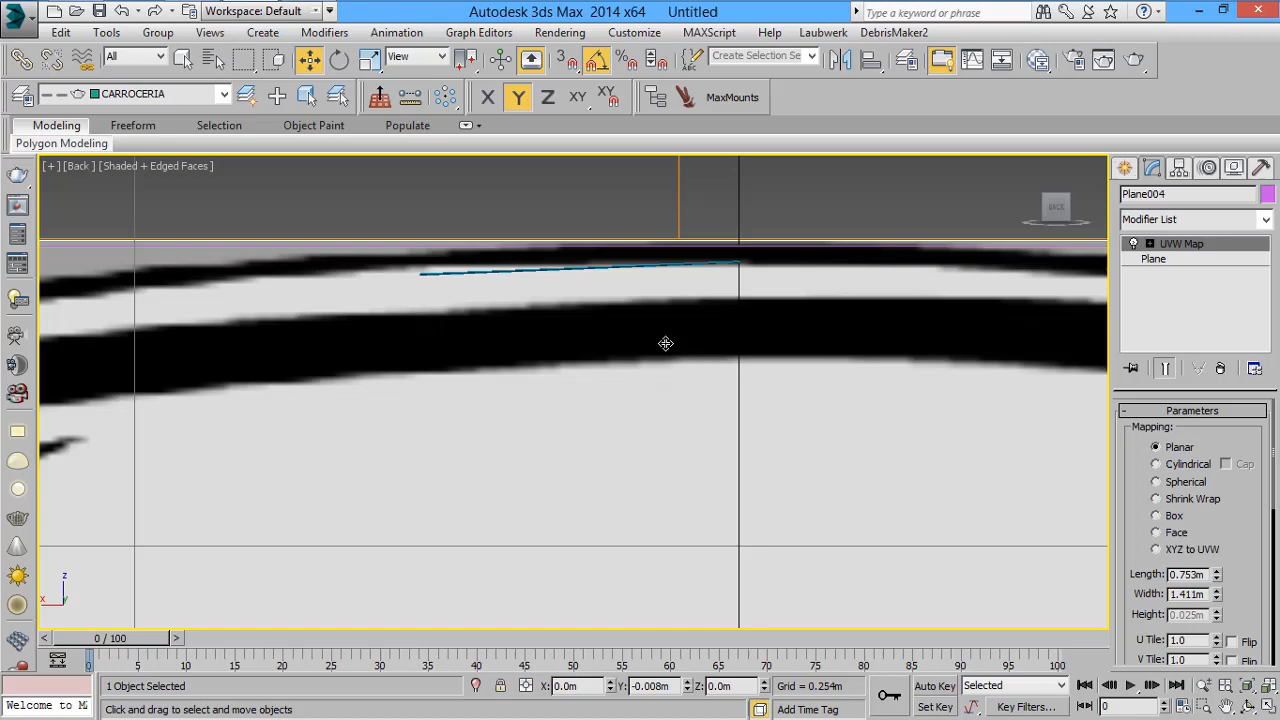 Workspace: Default
Autodesk 3ds Max 2014 x64 Untitled
Type a keyword or phrase
Edit Tools Group Views Create Modifiers Animation Graph Editors Rendering Customize MAXScript Help Laubwerk DebrisMaker2
All
View
3
Create Selection Se
CARROCERIA
X Y Z XY XY
MaxMounts
Modeling Freeform Selection Object Paint Populate
Polygon Modeling
[+] [Back ] [Shaded + Edged Faces ]
BACK
Plane004
Modifier List
UVW Map
Plane
Parameters
Mapping:
Planar
Cylindrical Cap
Spherical
Shrink Wrap
Box
Face
XYZ to UVW
Length: 0.753m
Width: 1.411m
Height: 0.025m
U Tile: 1.0 Flip
V Tile: 1.0 Flip
z
x y
< 0 / 100 >
0 5 10 15 20 25 30 35 40 45 50 55 60 65 70 75 80 85 90 95 100
1 Object Selected
X: 0.0m Y: -0.008m Z: 0.0m Grid = 0.254m
Auto Key Selected
Welcome to M
Click and drag to select and move objects
Add Time Tag
Set Key Key Filters...
0